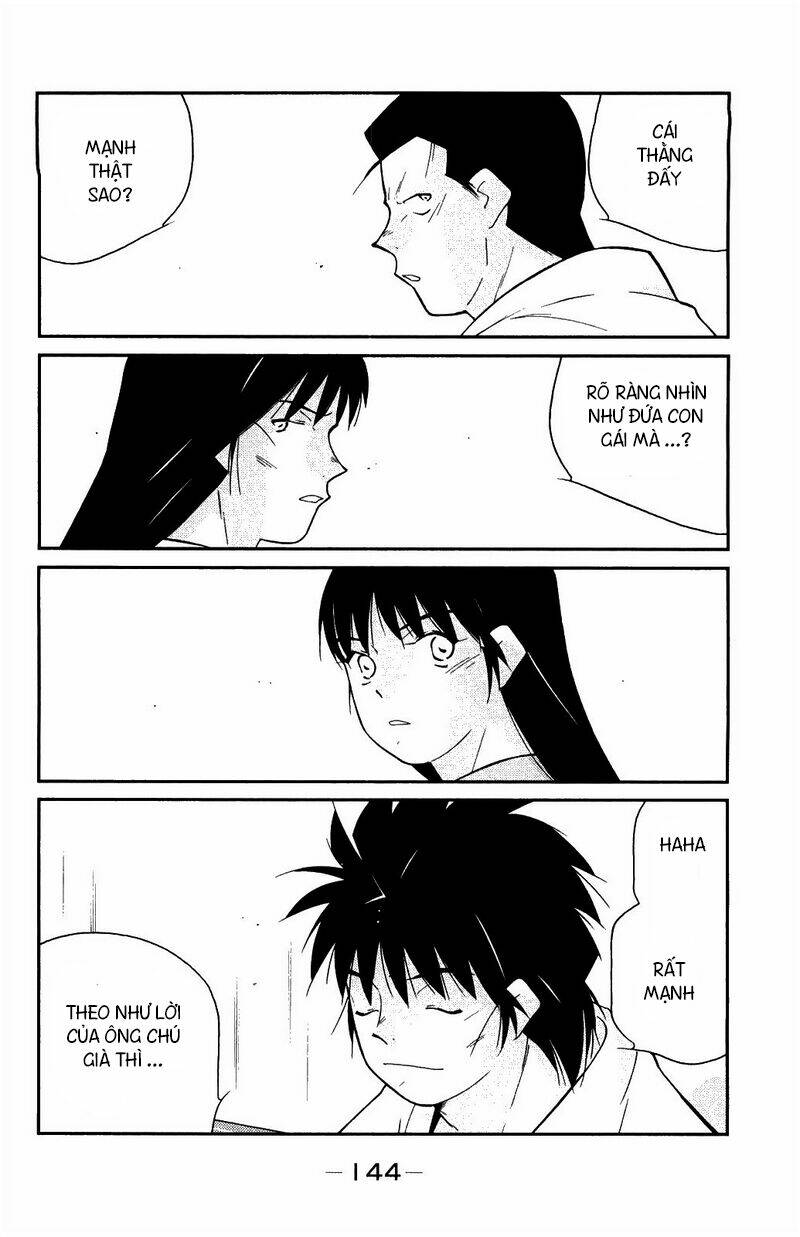 CÁI
THẰNG
ĐẤY
MẠNH
THẬT
SAO?
RÕ RÀNG NHÌN
NHƯ ĐỨA CON
GÁI MÀ ...?
HAHA
RẤT
MẠNH
THEO NHƯ LỜI
CỦA ÔNG CHÚ
GIÀ THÌ ...
— 144 —